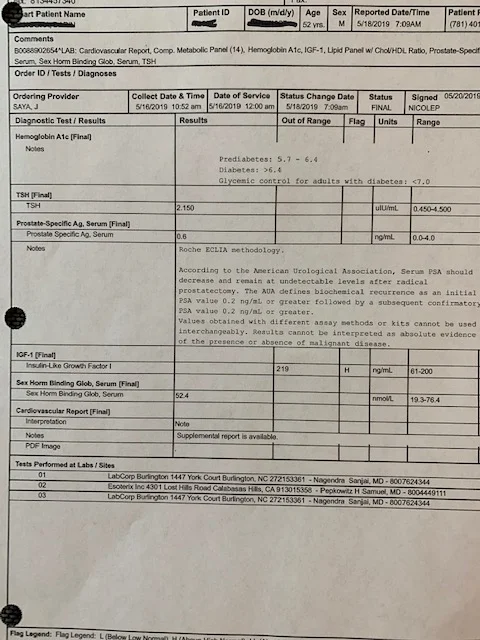 art Patient Name Patient ID DOB (m/d/y) Age Sex Reported Date/Time Patient
52 yrs. M 5/18/2019 7:09AM (781) 401
Comments
B0088902654*LAB: Cardiovascular Report, Comp. Metabolic Panel (14), Hemoglobin A1c, IGF-1, Lipid Panel w/ Chol/HDL Ratio, Prostate-Specif
Serum, Sex Horm Binding Glob, Serum, TSH
Order ID / Tests / Diagnoses
Ordering Provider Collect Date & Time Date of Service Status Change Date Status Signed 05/20/2019
SAYA, J 5/16/2019 10:52 am 5/16/2019 12:00 am 5/18/2019 7:09am FINAL NICOLEP
Diagnostic Test / Results Results Out of Range Flag Units Range
Hemoglobin A1c [Final]
Notes
Prediabetes: 5.7 - 6.4
Diabetes: >6.4
Glycemic control for adults with diabetes: <7.0
TSH [Final]
TSH 2.150 uIU/mL 0.450-4.500
Prostate-Specific Ag, Serum [Final]
Prostate Specific Ag, Serum 0.6 ng/mL 0.0-4.0
Notes Roche ECLIA methodology.
According to the American Urological Association, Serum PSA should
decrease and remain at undetectable levels after radical
prostatectomy. The AUA defines biochemical recurrence as an initial
PSA value 0.2 ng/mL or greater followed by a subsequent confirmatory
PSA value 0.2 ng/mL or greater.
Values obtained with different assay methods or kits cannot be used
interchangeably. Results cannot be interpreted as absolute evidence
of the presence or absence of malignant disease.
IGF-1 [Final]
Insulin-Like Growth Factor I 219 H ng/mL 61-200
Sex Horm Binding Glob, Serum [Final]
Sex Horm Binding Glob, Serum 52.4 nmol/L 19.3-76.4
Cardiovascular Report [Final]
Interpretation Note
Notes Supplemental report is available.
PDF Image
Tests Performed at Labs / Sites
01 LabCorp Burlington 1447 York Court Burlington, NC 272153361 - Nagendra Sanjai, MD - 8007624344
02 Esoterix Inc 4301 Lost Hills Road Calabasas Hills, CA 913015358 - Pepkowitz H Samuel, MD - 8004449111
03 LabCorp Burlington 1447 York Court Burlington, NC 272153361 - Nagendra Sanjai, MD - 8007624344
Flag Legend: Flag Legend: L (Below Low Normal)